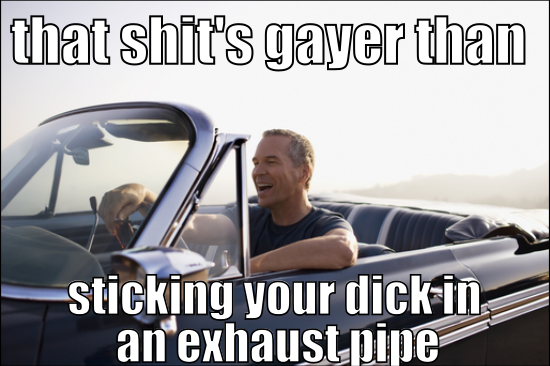 that shit's gayer than
sticking your dick in
an exhaust pipe